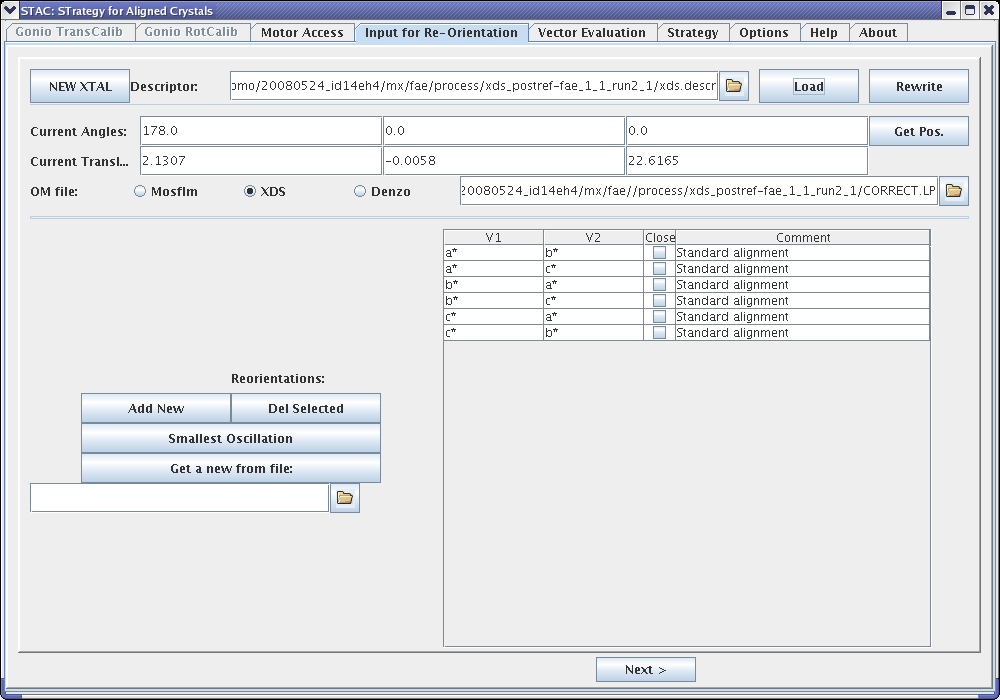 STAC: STrategy for Aligned Crystals
Gonio TransCalib Gonio RotCalib Motor Access Input for Re-Orientation Vector Evaluation Strategy Options Help About
NEW XTAL Descriptor: omo/20080524_id14eh4/mx/fae/process/xds_postref-fae_1_1_run2_1/xds.descr Load Rewrite
Current Angles: 178.0 0.0 0.0 Get Pos.
Current Transl... 2.1307 -0.0058 22.6165
OM file: Mosflm XDS Denzo 20080524_id14eh4/mx/fae//process/xds_postref-fae_1_1_run2_1/CORRECT.LP
V1 V2 Close Comment
a* b* Standard alignment
a* c* Standard alignment
b* a* Standard alignment
b* c* Standard alignment
c* a* Standard alignment
c* b* Standard alignment
Reorientations:
Add New Del Selected
Smallest Oscillation
Get a new from file:
Next >